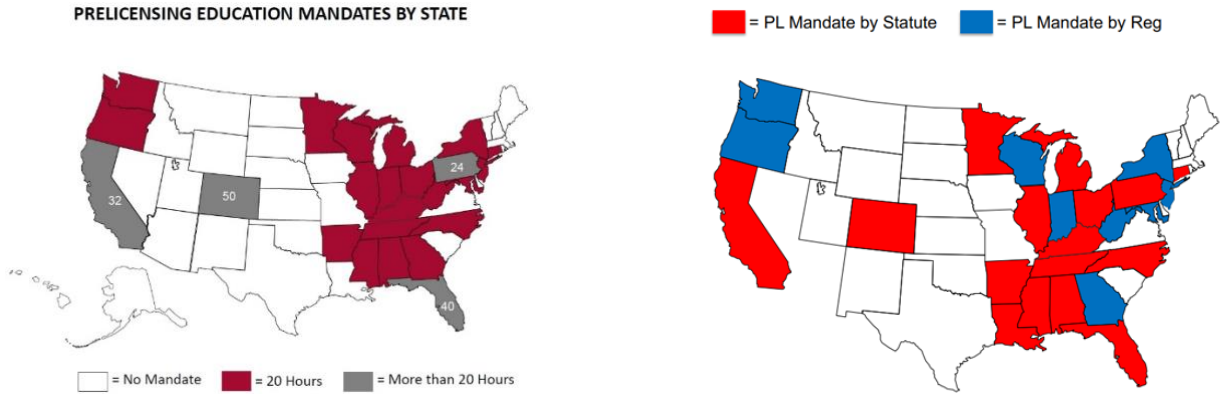 PRELICENSING EDUCATION MANDATES BY STATE
32
50
24
40
= No Mandate
= 20 Hours
= More than 20 Hours
= PL Mandate by Statute
= PL Mandate by Reg